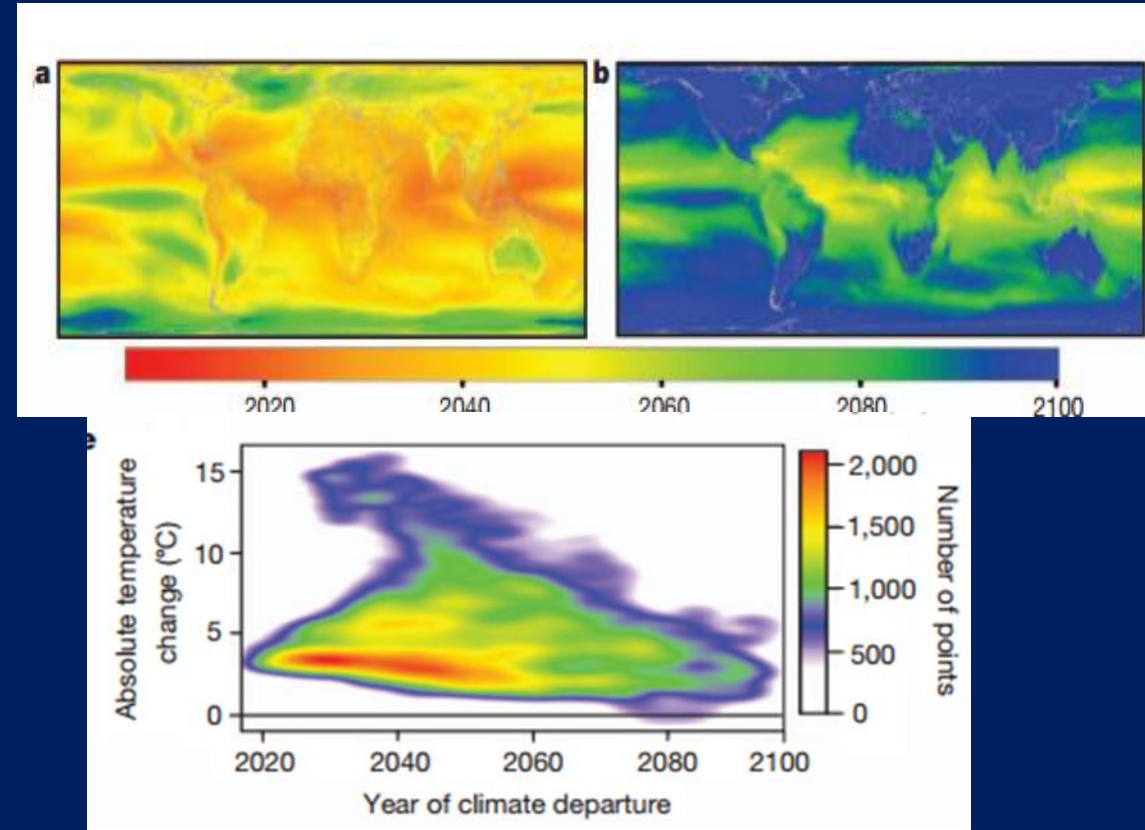 a
b
2020 2040 2060 2080 2100
e
Absolute temperature
change (°C)
15
10
5
0
2020 2040 2060 2080 2100
Year of climate departure
2,000
1,500
1,000
500
0
Number of points